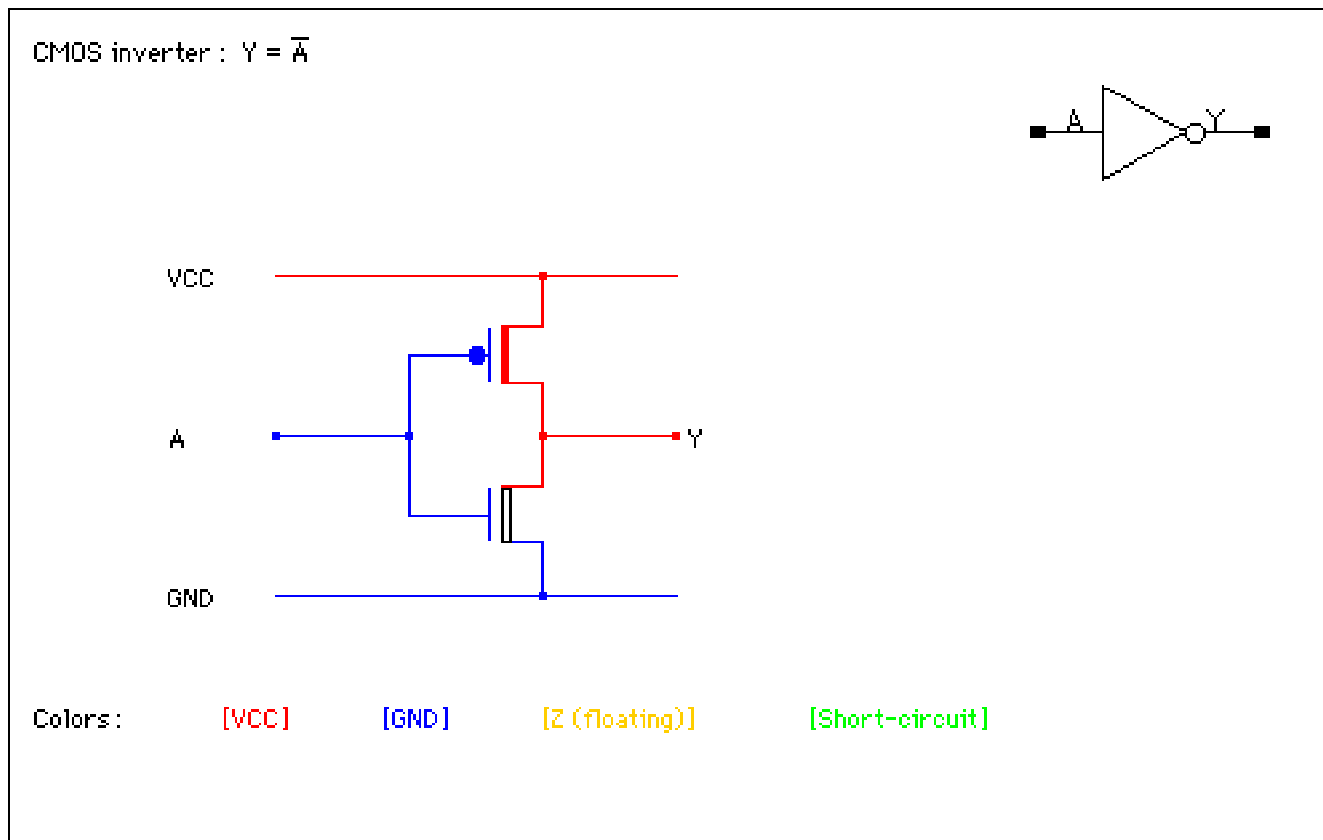 CMOS inverter : Y = A̅
A Y
VCC
A Y
GND
Colors : [VCC] [GND] [Z (floating)] [Short-circuit]